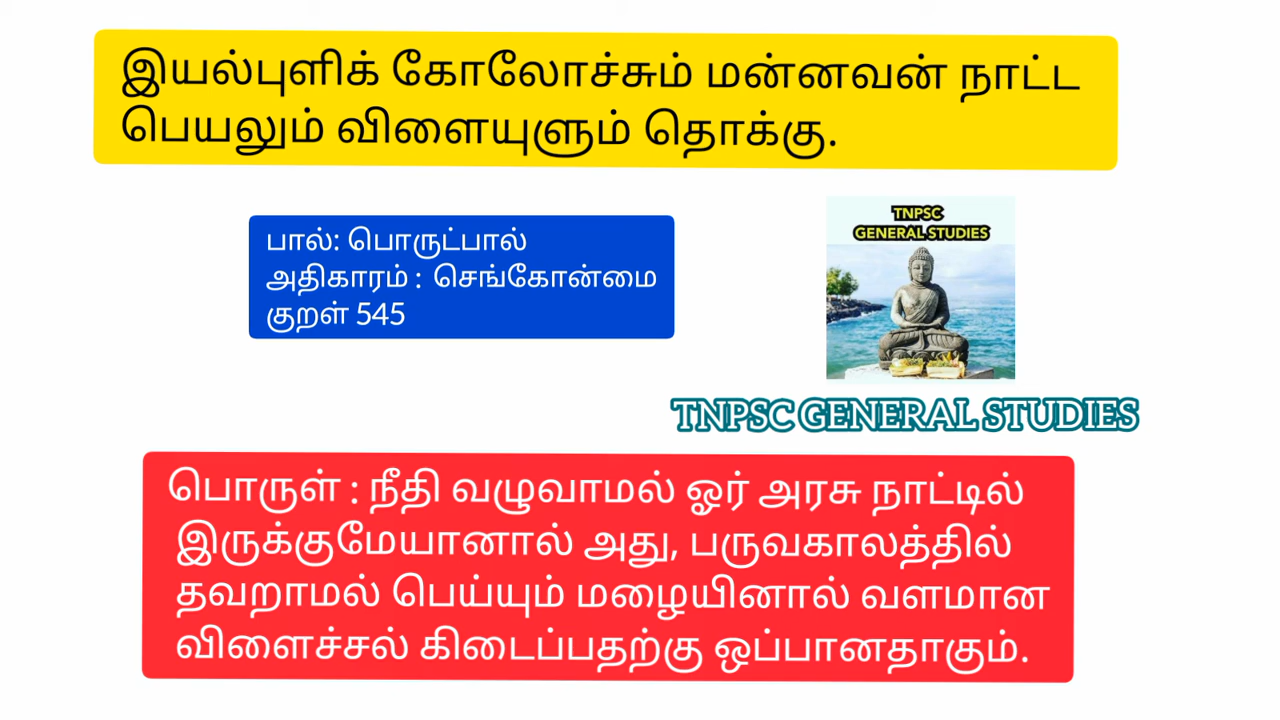 இயல்புளிக் கோலோச்சும் மன்னவன் நாட்ட
பெயலும் விளையுளும் தொக்கு.
பால்: பொருட்பால்
அதிகாரம் : செங்கோன்மை
குறள் 545
TNPSC
GENERAL STUDIES
TNPSC GENERAL STUDIES
பொருள் : நீதி வழுவாமல் ஓர் அரசு நாட்டில்
இருக்குமேயானால் அது, பருவகாலத்தில்
தவறாமல் பெய்யும் மழையினால் வளமான
விளைச்சல் கிடைப்பதற்கு ஒப்பானதாகும்.